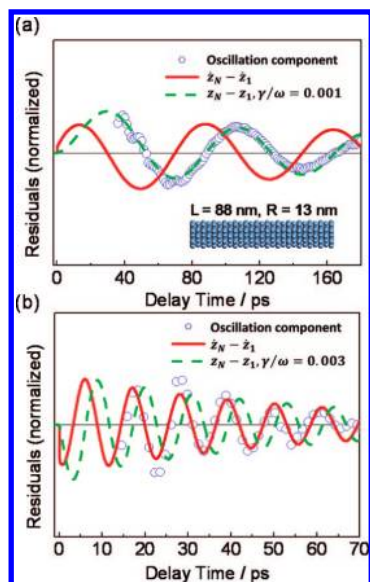 (a)
Oscillation component
ż_N − ż_1
z_N − z_1, γ/ω = 0.001
L = 88 nm, R = 13 nm
Residuals (normalized)
0 40 80 120 160
Delay Time / ps
(b)
Oscillation component
ż_N − ż_1
z_N − z_1, γ/ω = 0.003
Residuals (normalized)
0 10 20 30 40 50 60 70
Delay Time / ps